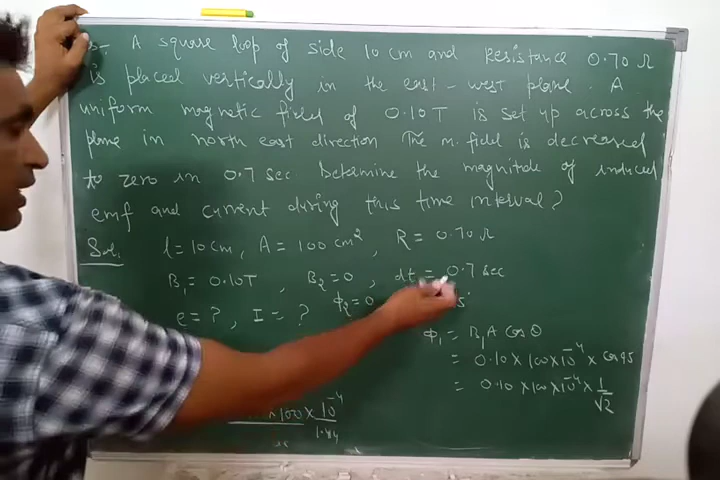 A square loop of side 10 cm and Resistance 0.70 Ω
is placed vertically in the east-west plane. A
uniform magnetic field of 0.10T is set up across the
plane in north east direction The m. field is decreased
to zero in 0.7 sec. Determine the magnitude of induced
emf and current during this time interval?
Sol. l = 10 cm, A = 100 cm², R = 0.70 Ω
B₁ = 0.10T, B₂ = 0, dt = 0.7 sec
e = ?, I = ? ϕ₂ = 0
ϕ₁ = B₁A cos θ
= 0.10 × 100 × 10⁻⁴ × cos 45
= 0.10 × 100 × 10⁻⁴ × 1/√2
× 100 × 10⁻⁴